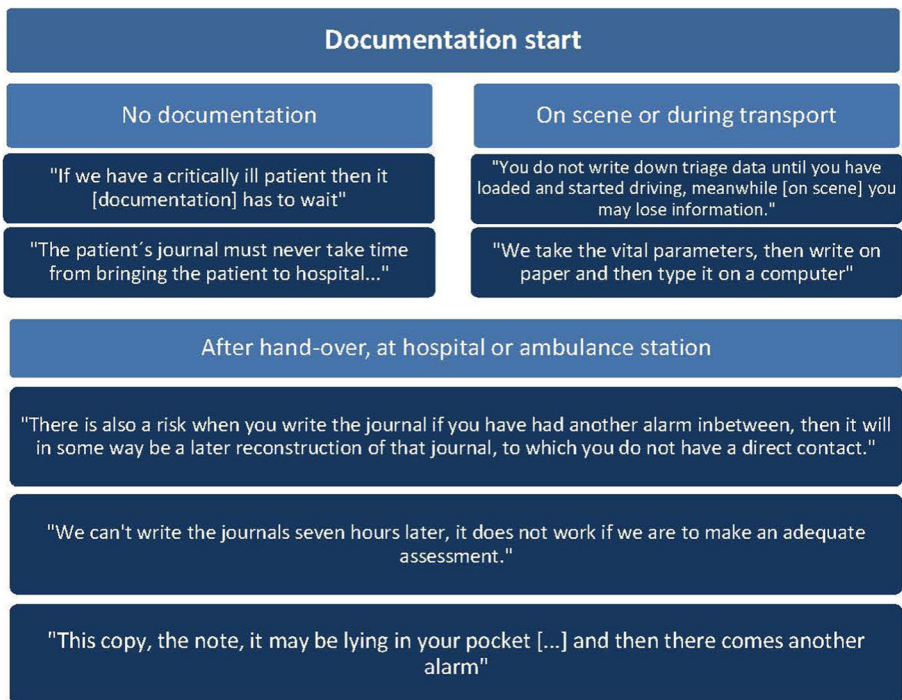 Documentation start
No documentation
"If we have a critically ill patient then it
[documentation] has to wait"
"The patient´s journal must never take time
from bringing the patient to hospital..."
On scene or during transport
"You do not write down triage data until you have
loaded and started driving, meanwhile [on scene] you
may lose information."
"We take the vital parameters, then write on
paper and then type it on a computer"
After hand-over, at hospital or ambulance station
"There is also a risk when you write the journal if you have had another alarm inbetween, then it will
in some way be a later reconstruction of that journal, to which you do not have a direct contact."
"We can't write the journals seven hours later, it does not work if we are to make an adequate
assessment."
"This copy, the note, it may be lying in your pocket [...] and then there comes another
alarm"